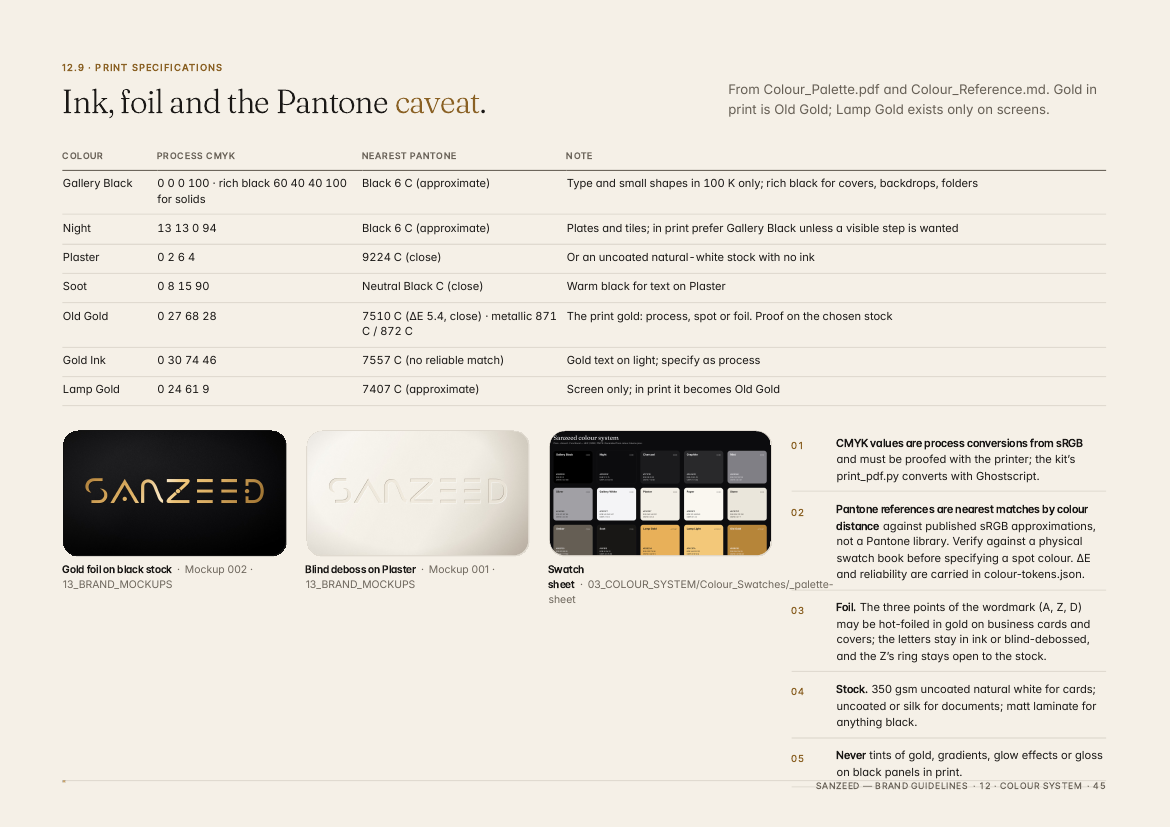 12.9 · PRINT SPECIFICATIONS
Ink, foil and the Pantone caveat.
From Colour_Palette.pdf and Colour_Reference.md. Gold in
print is Old Gold; Lamp Gold exists only on screens.
COLOUR PROCESS CMYK NEAREST PANTONE NOTE
Gallery Black 0 0 0 100 · rich black 60 40 40 100 Black 6 C (approximate) Type and small shapes in 100 K only; rich black for covers, backdrops, folders
for solids
Night 13 13 0 94 Black 6 C (approximate) Plates and tiles; in print prefer Gallery Black unless a visible step is wanted
Plaster 0 2 6 4 9224 C (close) Or an uncoated natural-white stock with no ink
Soot 0 8 15 90 Neutral Black C (close) Warm black for text on Plaster
Old Gold 0 27 68 28 7510 C (ΔE 5.4, close) · metallic 871 The print gold: process, spot or foil. Proof on the chosen stock
C / 872 C
Gold Ink 0 30 74 46 7557 C (no reliable match) Gold text on light; specify as process
Lamp Gold 0 24 61 9 7407 C (approximate) Screen only; in print it becomes Old Gold
SANZEED
Gold foil on black stock · Mockup 002 ·
13_BRAND_MOCKUPS
SANZEED
Blind deboss on Plaster · Mockup 001 ·
13_BRAND_MOCKUPS
Sanzeed colour system
Gallery Black Night Charcoal Graphite
Swatch
sheet · 03_COLOUR_SYSTEM/Colour_Swatches/_palette-
sheet
01 CMYK values are process conversions from sRGB
and must be proofed with the printer; the kit's
print_pdf.py converts with Ghostscript.
02 Pantone references are nearest matches by colour
distance against published sRGB approximations,
not a Pantone library. Verify against a physical
swatch book before specifying a spot colour. ΔE
and reliability are carried in colour-tokens.json.
03 Foil. The three points of the wordmark (A, Z, D)
may be hot-foiled in gold on business cards and
covers; the letters stay in ink or blind-debossed,
and the Z's ring stays open to the stock.
04 Stock. 350 gsm uncoated natural white for cards;
uncoated or silk for documents; matt laminate for
anything black.
05 Never tints of gold, gradients, glow effects or gloss
on black panels in print.
SANZEED — BRAND GUIDELINES · 12 · COLOUR SYSTEM · 45